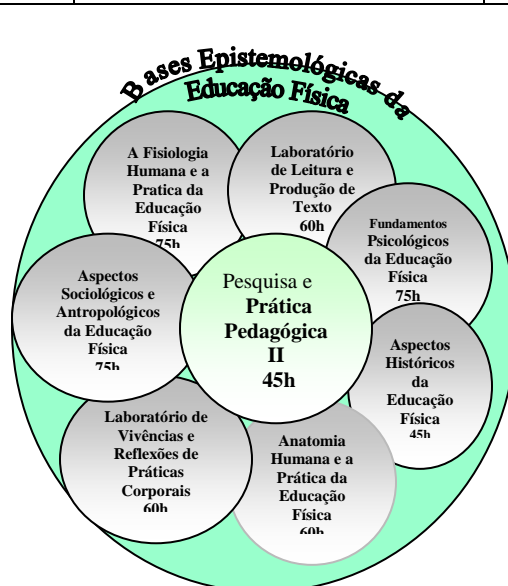 Bases Epistemológicas da
Educação Física
A Fisiologia
Humana e a
Pratica da
Educação
Física
75h
Laboratório
de Leitura e
Produção de
Texto
60h
Fundamentos
Psicológicos
da Educação
Física
75h
Aspectos
Sociológicos e
Antropológicos
da Educação
Física
75h
Pesquisa e
Prática
Pedagógica
II
45h
Aspectos
Históricos
da
Educação
Física
45h
Laboratório de
Vivências e
Reflexões de
Práticas
Corporais
60h
Anatomia
Humana e a
Prática da
Educação
Física
60h